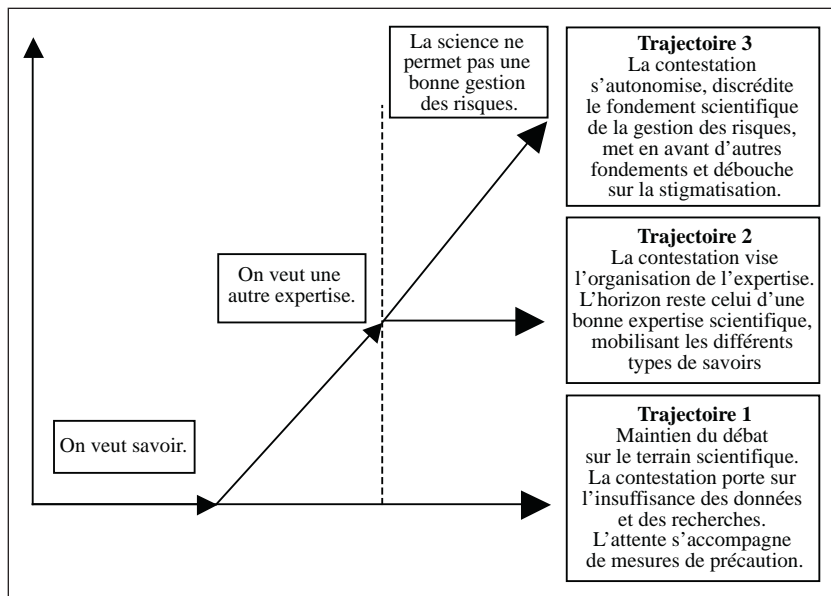 La science ne
permet pas une
bonne gestion
des risques.
Trajectoire 3
La contestation
s’autonomise, discrédite
le fondement scientifique
de la gestion des risques,
met en avant d’autres
fondements et débouche
sur la stigmatisation.
On veut une
autre expertise.
Trajectoire 2
La contestation vise
l’organisation de l’expertise.
L’horizon reste celui d’une
bonne expertise scientifique,
mobilisant les différents
types de savoirs
On veut savoir.
Trajectoire 1
Maintien du débat
sur le terrain scientifique.
La contestation porte sur
l’insuffisance des données
et des recherches.
L’attente s’accompagne
de mesures de précaution.